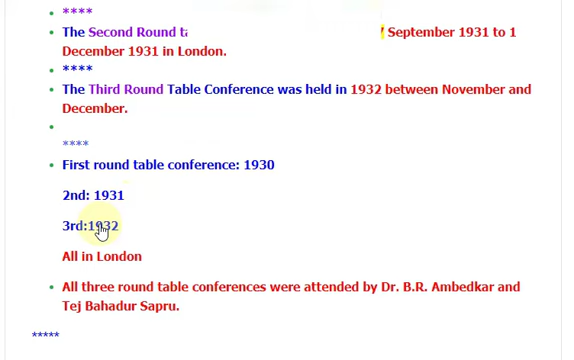 ****
The Second Round September 1931 to 1
December 1931 in London.
****
The Third Round Table Conference was held in 1932 between November and
December.
****
First round table conference: 1930
2nd: 1931
3rd:1932
All in London
All three round table conferences were attended by Dr. B.R. Ambedkar and
Tej Bahadur Sapru.
*****